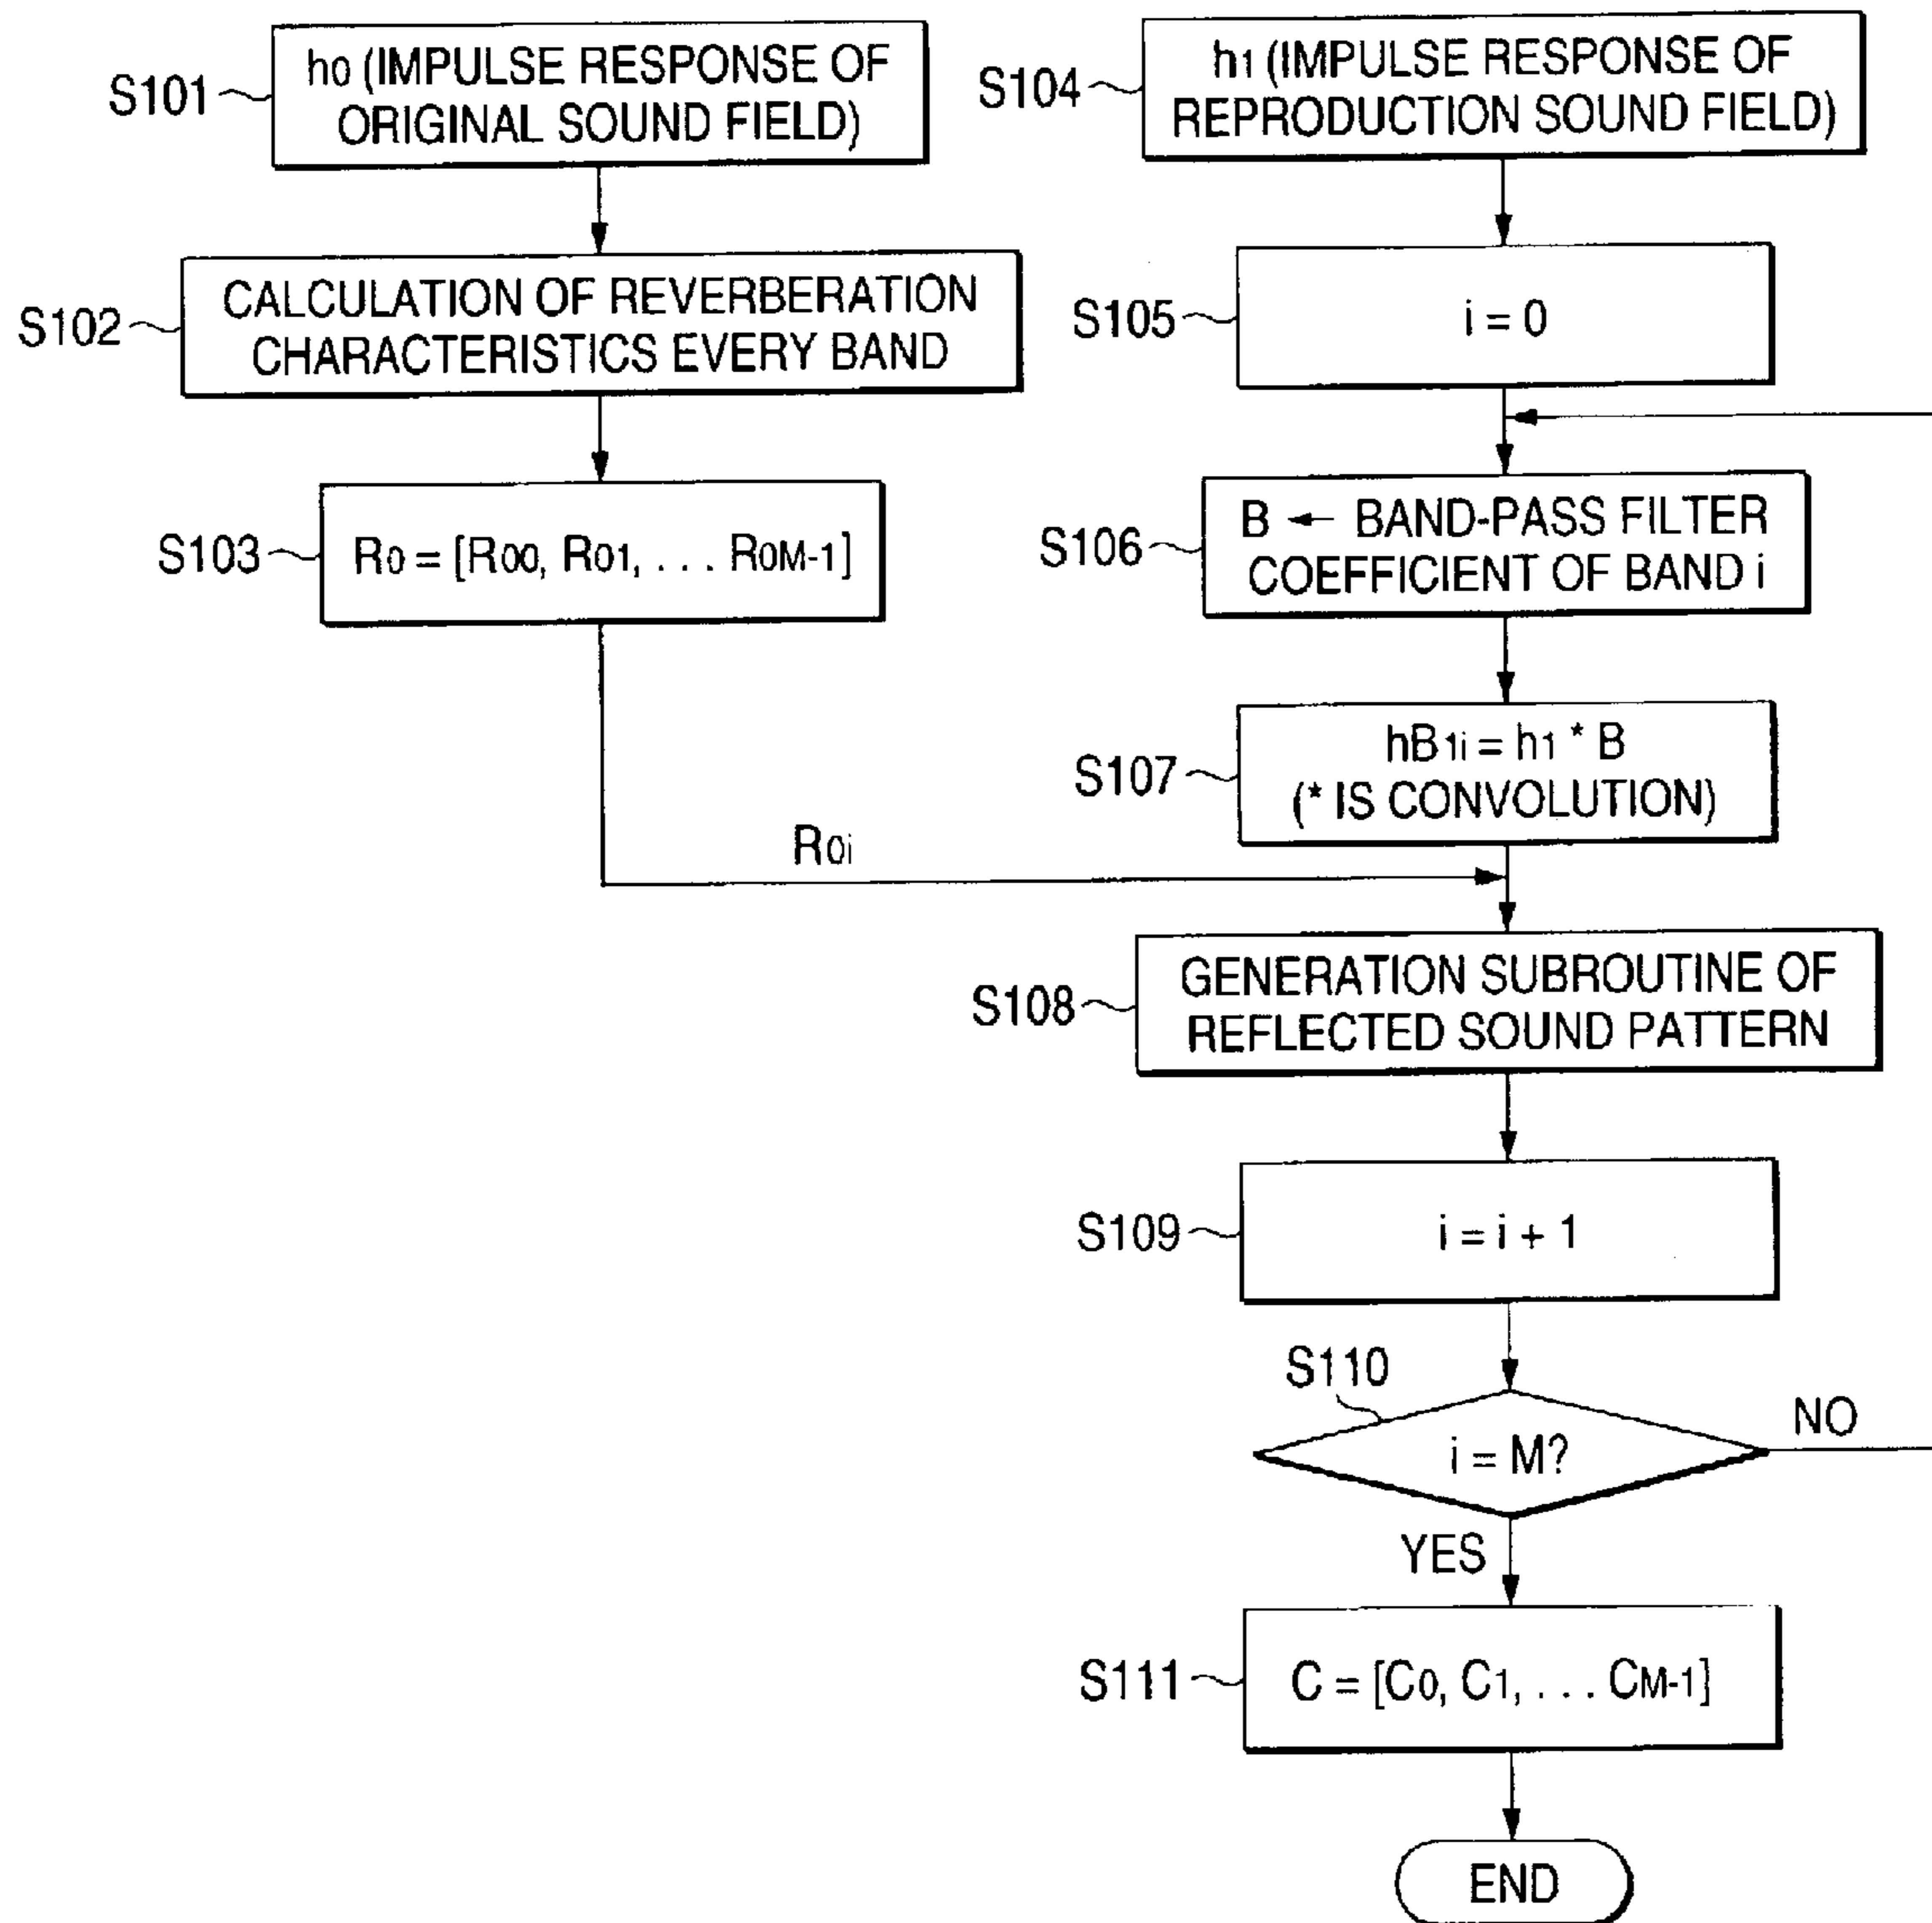 S101
h0 (IMPULSE RESPONSE OF
ORIGINAL SOUND FIELD)
S102
CALCULATION OF REVERBERATION
CHARACTERISTICS EVERY BAND
S103
R0 = [R00, R01, . . . R0M-1]
R0i
S104
h1 (IMPULSE RESPONSE OF
REPRODUCTION SOUND FIELD)
S105
i = 0
S106
B ← BAND-PASS FILTER
COEFFICIENT OF BAND i
S107
hB1i = h1 * B
(* IS CONVOLUTION)
S108
GENERATION SUBROUTINE OF
REFLECTED SOUND PATTERN
S109
i = i + 1
S110
i = M?
NO
YES
S111
C = [C0, C1, . . . CM-1]
END